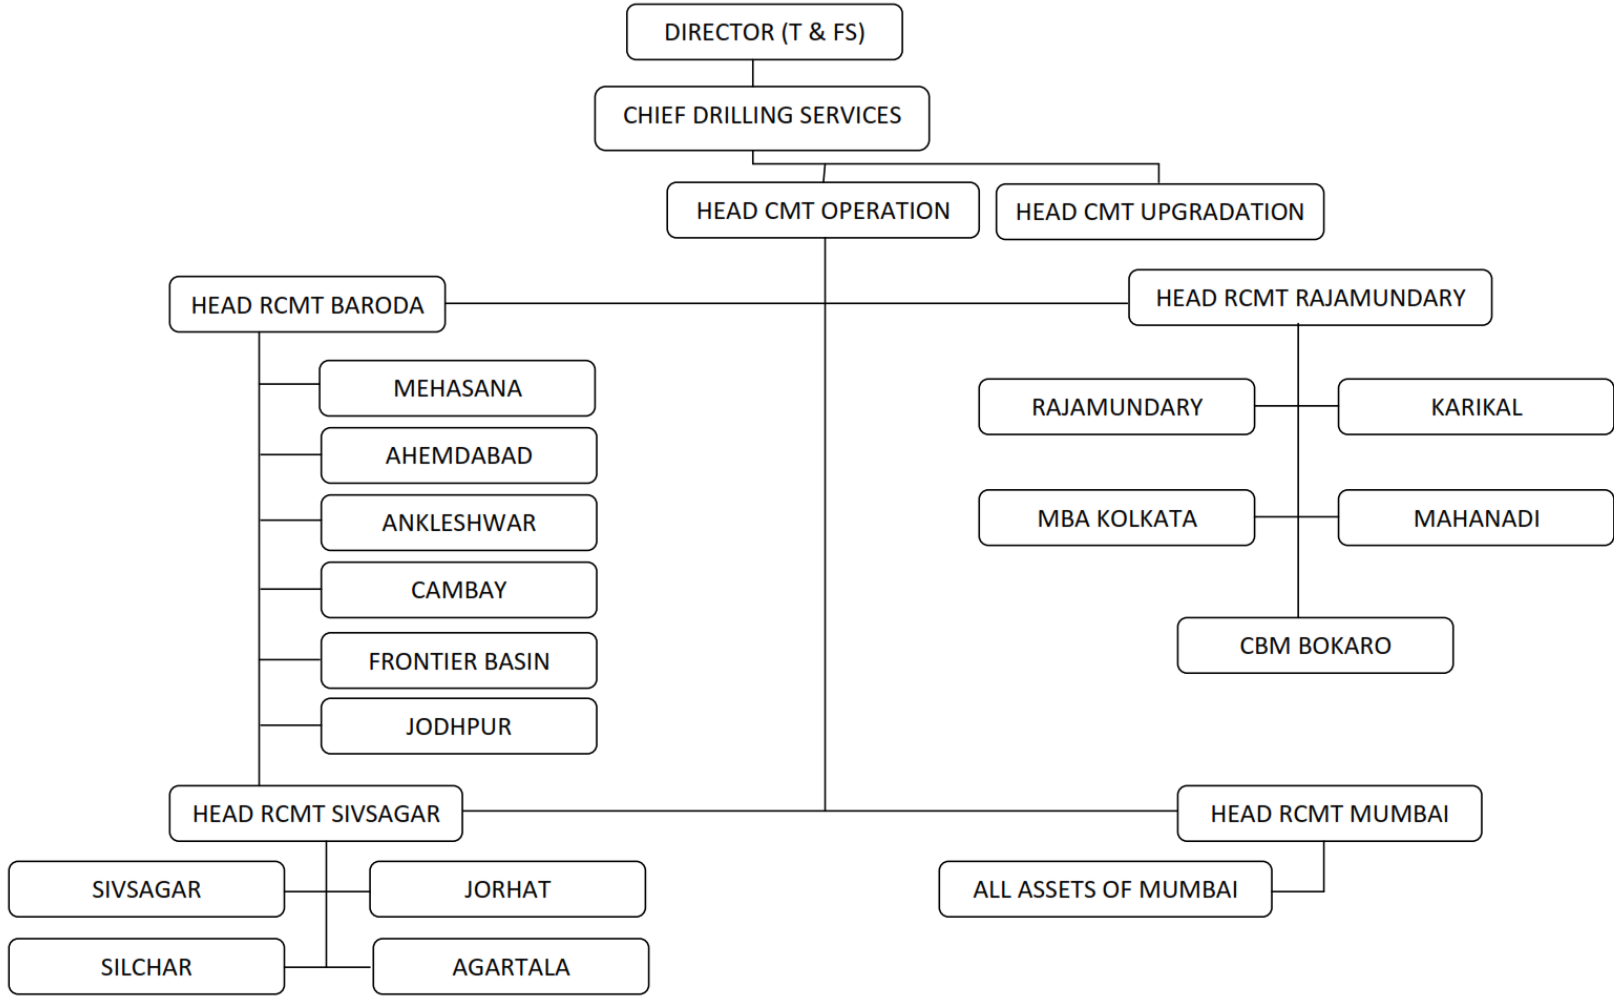 DIRECTOR (T & FS)
CHIEF DRILLING SERVICES
HEAD CMT OPERATION
HEAD CMT UPGRADATION
HEAD RCMT BARODA
HEAD RCMT RAJAMUNDARY
MEHASANA
AHEMDABAD
ANKLESHWAR
CAMBAY
FRONTIER BASIN
JODHPUR
RAJAMUNDARY
KARIKAL
MBA KOLKATA
MAHANADI
CBM BOKARO
HEAD RCMT SIVSAGAR
HEAD RCMT MUMBAI
SIVSAGAR
JORHAT
ALL ASSETS OF MUMBAI
SILCHAR
AGARTALA